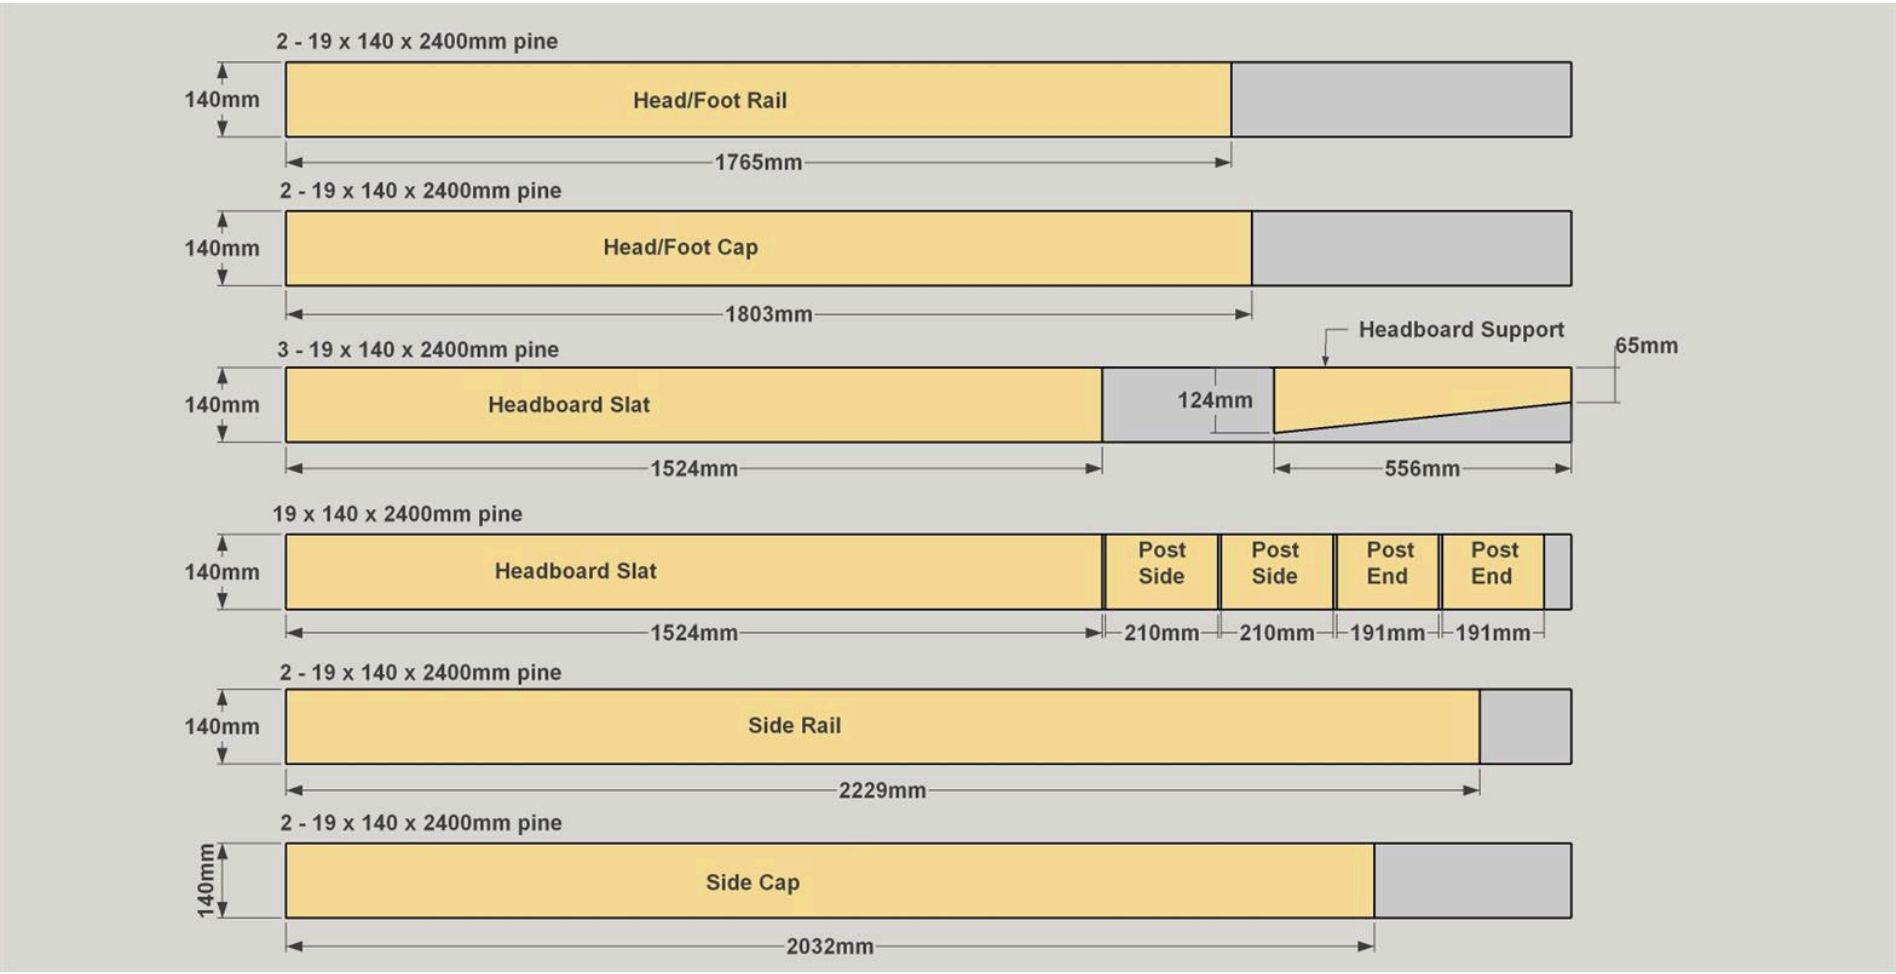 2 - 19 x 140 x 2400mm pine
140mm
Head/Foot Rail
1765mm
2 - 19 x 140 x 2400mm pine
140mm
Head/Foot Cap
1803mm
Headboard Support
65mm
3 - 19 x 140 x 2400mm pine
140mm
Headboard Slat
124mm
1524mm
556mm
19 x 140 x 2400mm pine
140mm
Headboard Slat
Post
Side
Post
Side
Post
End
Post
End
1524mm
210mm
210mm
191mm
191mm
2 - 19 x 140 x 2400mm pine
140mm
Side Rail
2229mm
2 - 19 x 140 x 2400mm pine
140mm
Side Cap
2032mm